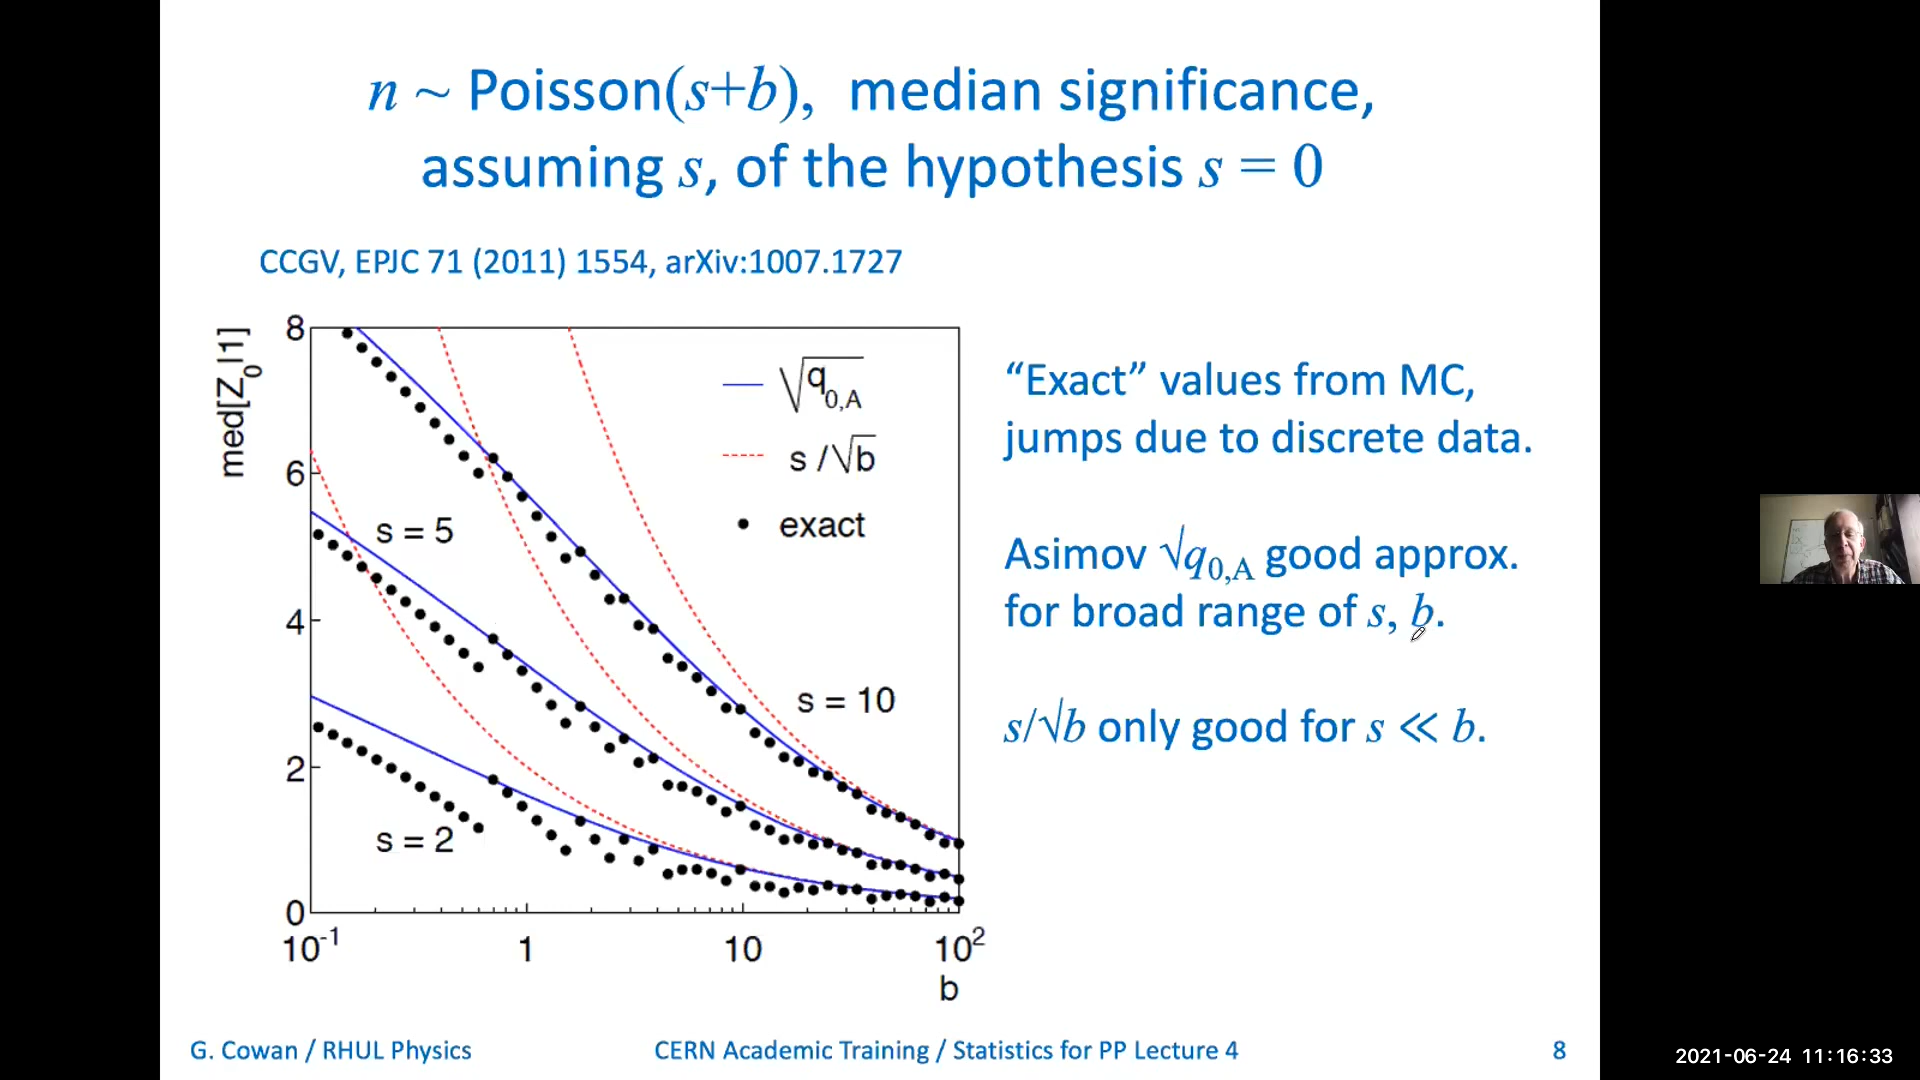 n ~ Poisson(s+b), median significance,
assuming s, of the hypothesis s = 0
CCGV, EPJC 71 (2011) 1554, arXiv:1007.1727
med[Z₀|1]
8
6
4
2
0
10⁻¹
1
10
10²
b
√q₀,A
s /√b
exact
s = 5
s = 10
s = 2
“Exact” values from MC,
jumps due to discrete data.
Asimov √q₀,A good approx.
for broad range of s, b.
s/√b only good for s ≪ b.
G. Cowan / RHUL Physics
CERN Academic Training / Statistics for PP Lecture 4
8
2021-06-24 11:16:33